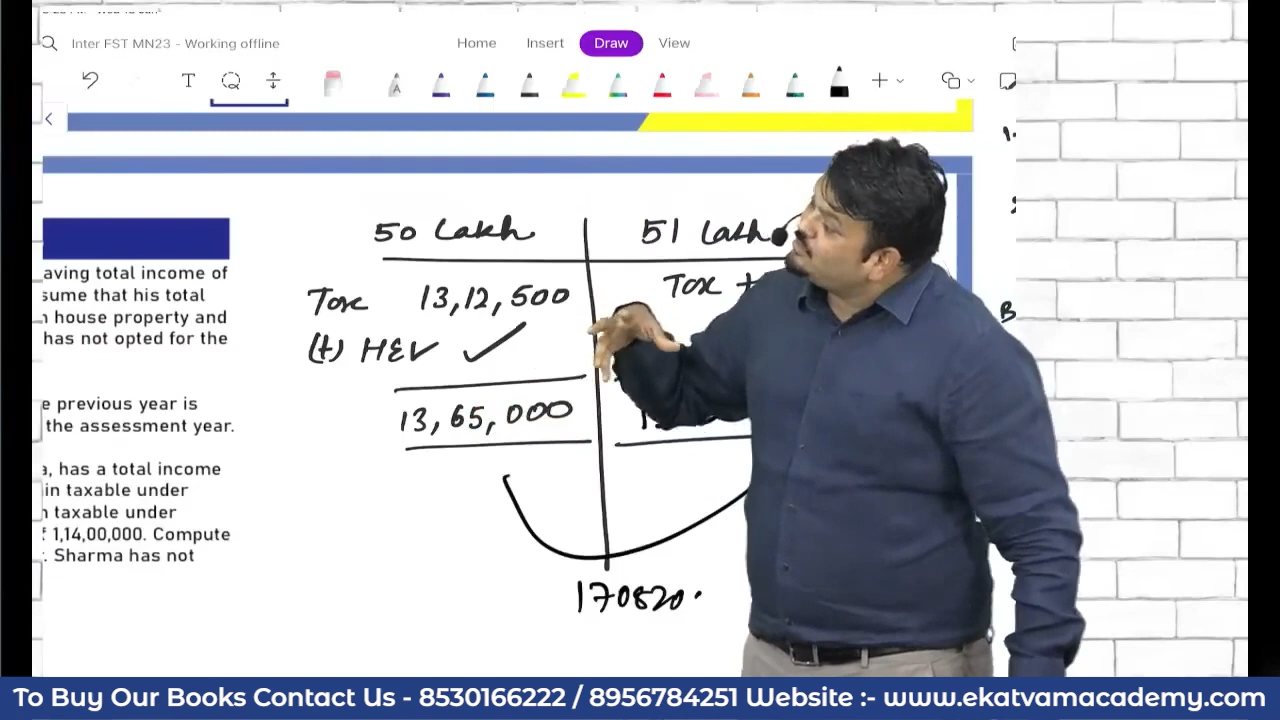 Inter FST MN23 - Working offline
Home Insert Draw View
50 Lakh 51 Lakh
Tax 13,12,500 Tax +
(+) HEC ✓
13,65,000
170820.
aving total income of
sume that his total
house property and
has not opted for the
e previous year is
the assessment year.
a, has a total income
in taxable under
taxable under
1,14,00,000. Compute
. Sharma has not
To Buy Our Books Contact Us - 8530166222 / 8956784251 Website :- www.ekatvamacademy.com